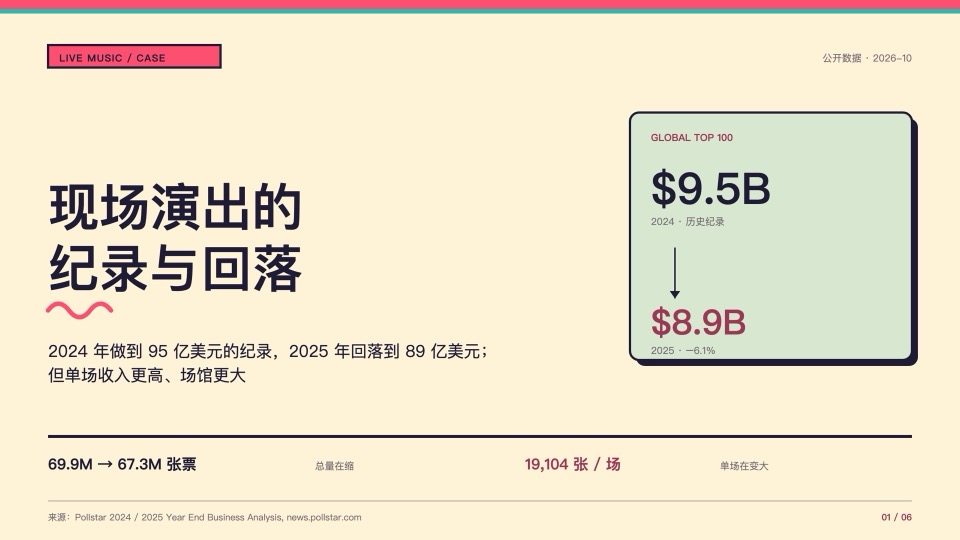 LIVE MUSIC / CASE
公开数据 · 2026-10
GLOBAL TOP 100
$9.5B
2024 · 历史纪录
$8.9B
2025 · −6.1%
现场演出的
纪录与回落
2024 年做到 95 亿美元的纪录，2025 年回落到 89 亿美元；
但单场收入更高、场馆更大
69.9M → 67.3M 张票
总量在缩
19,104 张 / 场
单场在变大
来源：Pollstar 2024 / 2025 Year End Business Analysis, news.pollstar.com
01 / 06